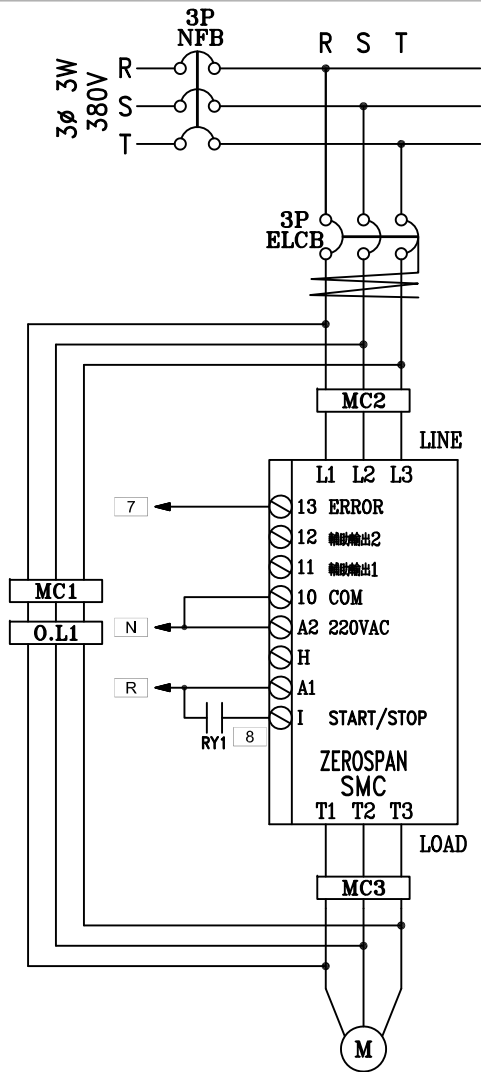 3P
NFB
R S T
3ø 3W
380V
R
S
T
3P
ELCB
MC2
LINE
L1 L2 L3
7
13 ERROR
12 輔助輸出2
11 輔助輸出1
10 COM
MC1
O.L1
N
A2 220VAC
H
R
A1
I START/STOP
RY1
8
ZEROSPAN
SMC
T1 T2 T3
LOAD
MC3
M